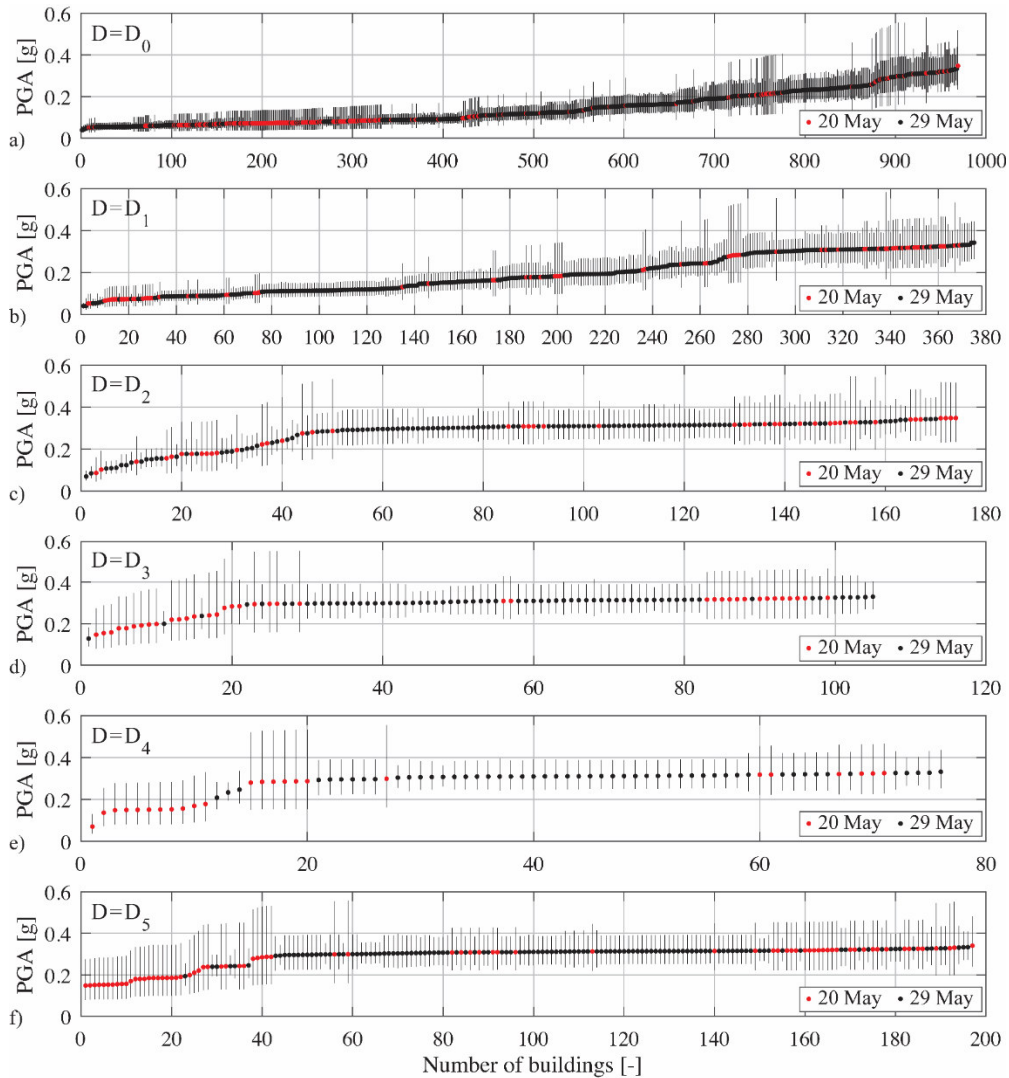 0.6
D=D0
PGA [g]
0.4
0.2
20 May 29 May
0
a)
0 100 200 300 400 500 600 700 800 900 1000
0.6
D=D1
PGA [g]
0.4
0.2
20 May 29 May
0
b)
0 20 40 60 80 100 120 140 160 180 200 220 240 260 280 300 320 340 360 380
0.6
D=D2
PGA [g]
0.4
0.2
20 May 29 May
0
c)
0 20 40 60 80 100 120 140 160 180
0.6
D=D3
PGA [g]
0.4
0.2
20 May 29 May
0
d)
0 20 40 60 80 100 120
0.6
D=D4
PGA [g]
0.4
0.2
20 May 29 May
0
e)
0 20 40 60 80
0.6
D=D5
PGA [g]
0.4
0.2
20 May 29 May
0
f)
0 20 40 60 80 100 120 140 160 180 200
Number of buildings [-]